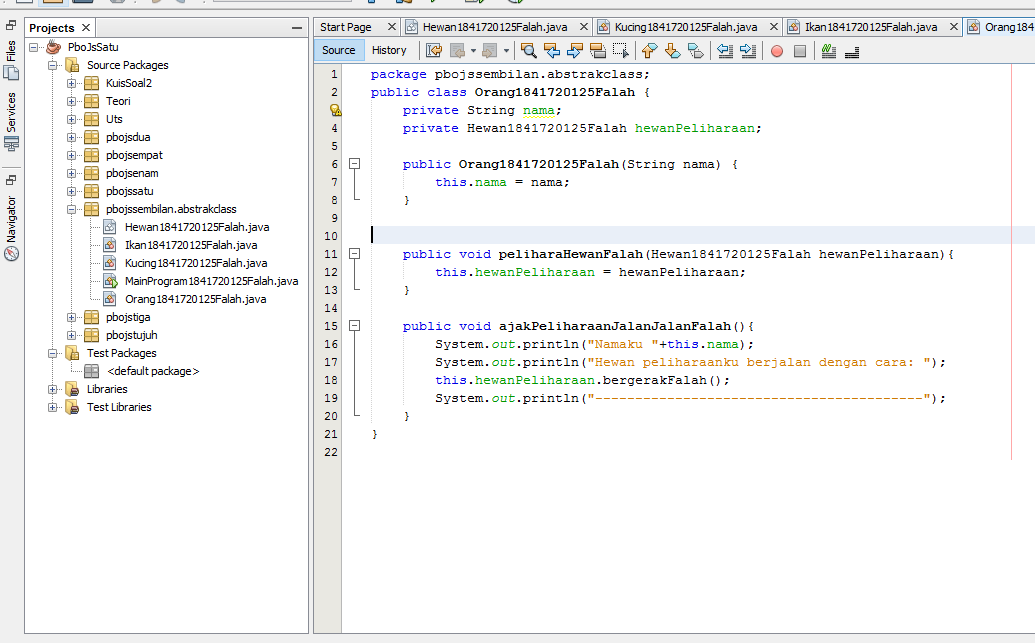 Projects
Start Page
Hewan1841720125Falah.java
Kucing1841720125Falah.java
Ikan1841720125Falah.java
Orang184
Source
History
Files
Services
Navigator
PboJsSatu
Source Packages
KuisSoal2
Teori
Uts
pbojsdua
pbojsempat
pbojsenam
pbojssatu
pbojssembilan.abstrakclass
Hewan1841720125Falah.java
Ikan1841720125Falah.java
Kucing1841720125Falah.java
MainProgram1841720125Falah.java
Orang1841720125Falah.java
pbojstiga
pbojstujuh
Test Packages
<default package>
Libraries
Test Libraries
1 package pbojssembilan.abstrakclass;
2 public class Orang1841720125Falah {
private String nama;
4 private Hewan1841720125Falah hewanPeliharaan;
5
6 public Orang1841720125Falah(String nama) {
7 this.nama = nama;
8 }
9
10
11 public void peliharaHewanFalah(Hewan1841720125Falah hewanPeliharaan){
12 this.hewanPeliharaan = hewanPeliharaan;
13 }
14
15 public void ajakPeliharaanJalanJalanFalah(){
16 System.out.println("Namaku "+this.nama);
17 System.out.println("Hewan peliharaanku berjalan dengan cara: ");
18 this.hewanPeliharaan.bergerakFalah();
19 System.out.println("-----------------------------------------");
20 }
21 }
22